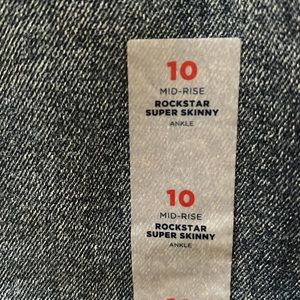 10
MID-RISE
ROCKSTAR
SUPER SKINNY
ANKLE
10
MID-RISE
ROCKSTAR
SUPER SKINNY
ANKLE